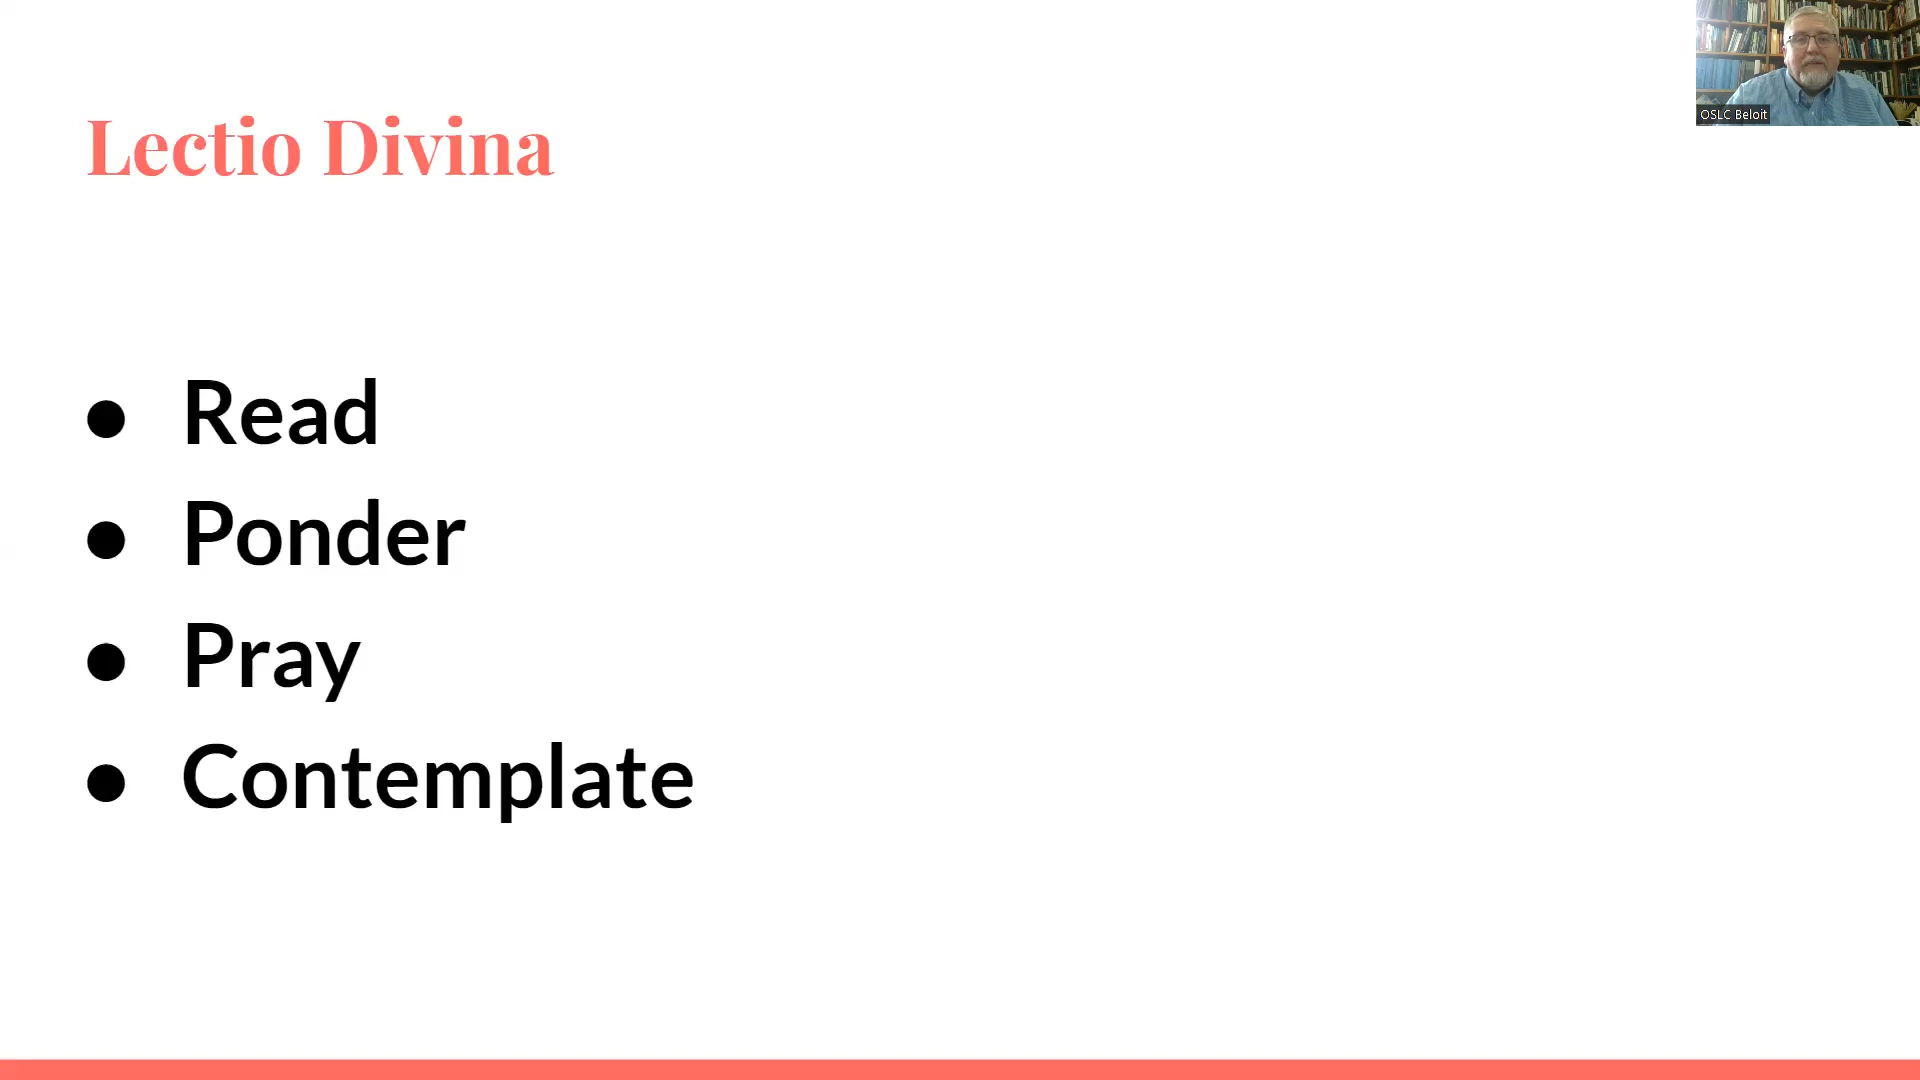 Lectio Divina
OSLC Beloit
● Read
● Ponder
● Pray
● Contemplate